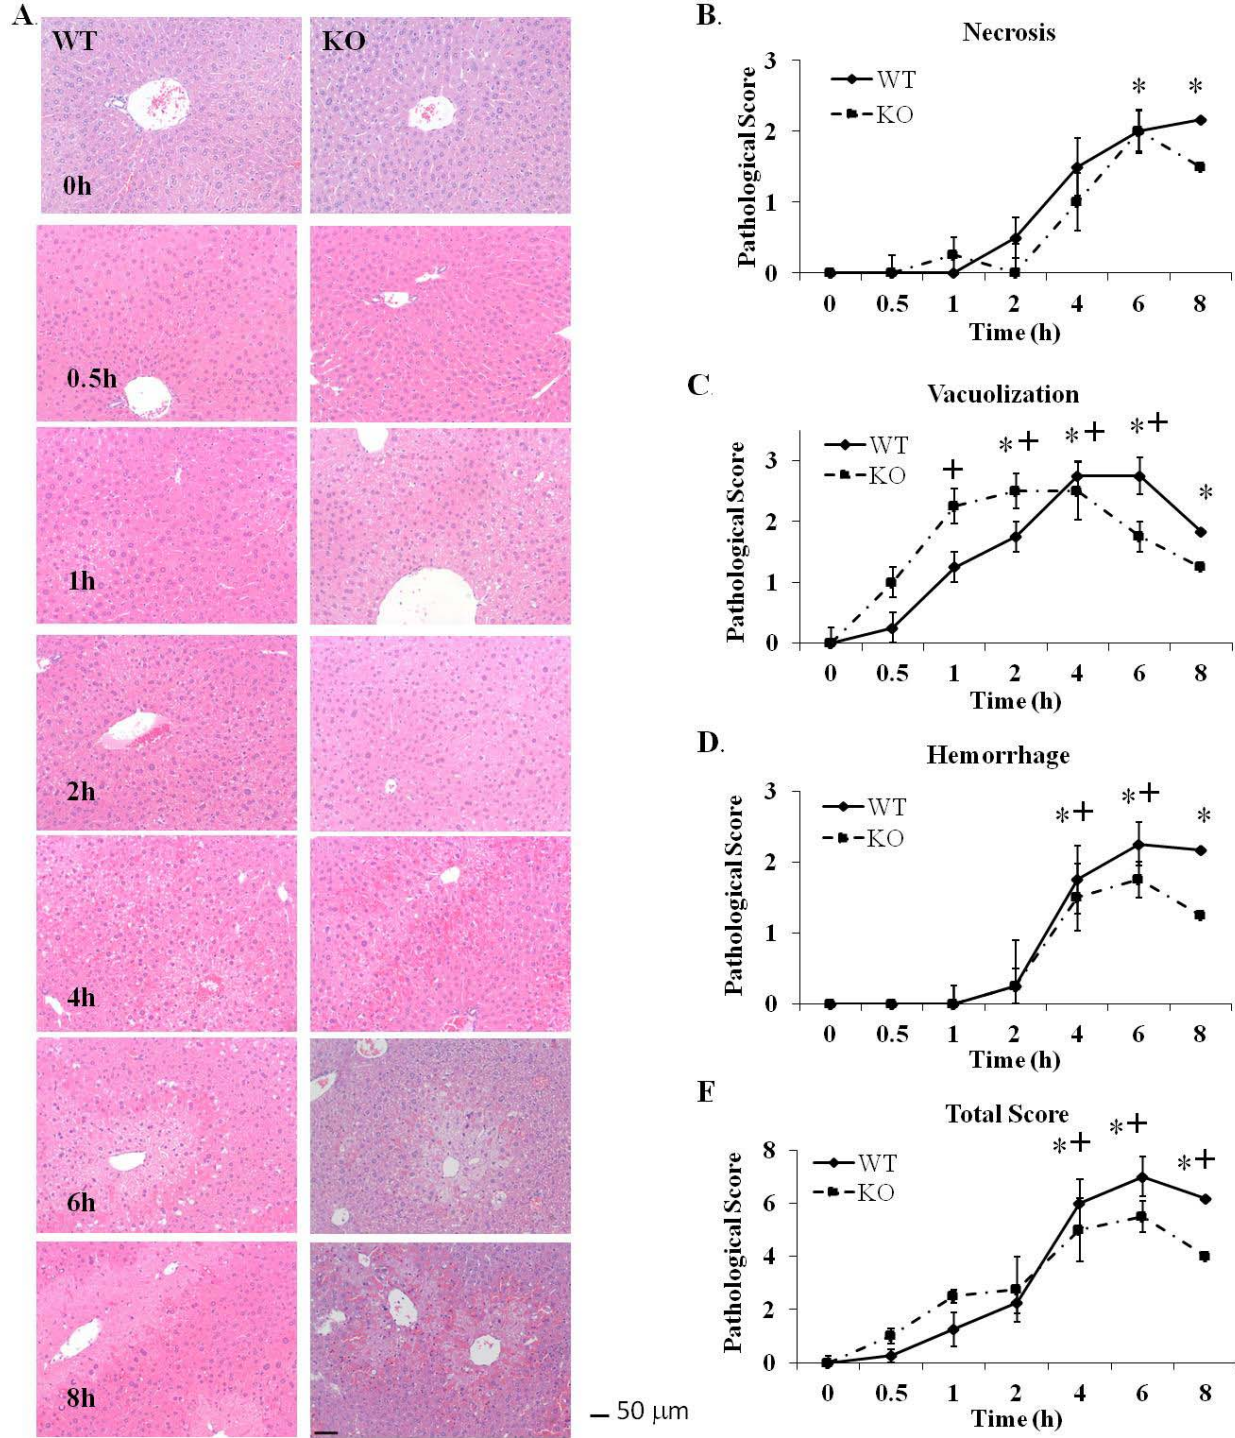 A.
WT
KO
0h
0.5h
1h
2h
4h
6h
8h
50 µm
B.
Necrosis
Pathological Score
3
2
1
0
WT
KO
* *
0 0.5 1 2 4 6 8
Time (h)
C.
Vacuolization
Pathological Score
3
2
1
0
WT
KO
+ *+ *+ *+ *
0 0.5 1 2 4 6 8
Time (h)
D.
Hemorrhage
Pathological Score
3
2
1
0
WT
KO
*+ *+ *
0 0.5 1 2 4 6 8
Time (h)
E
Total Score
Pathological Score
8
6
4
2
0
WT
KO
*+ *+ *+
0 0.5 1 2 4 6 8
Time (h)